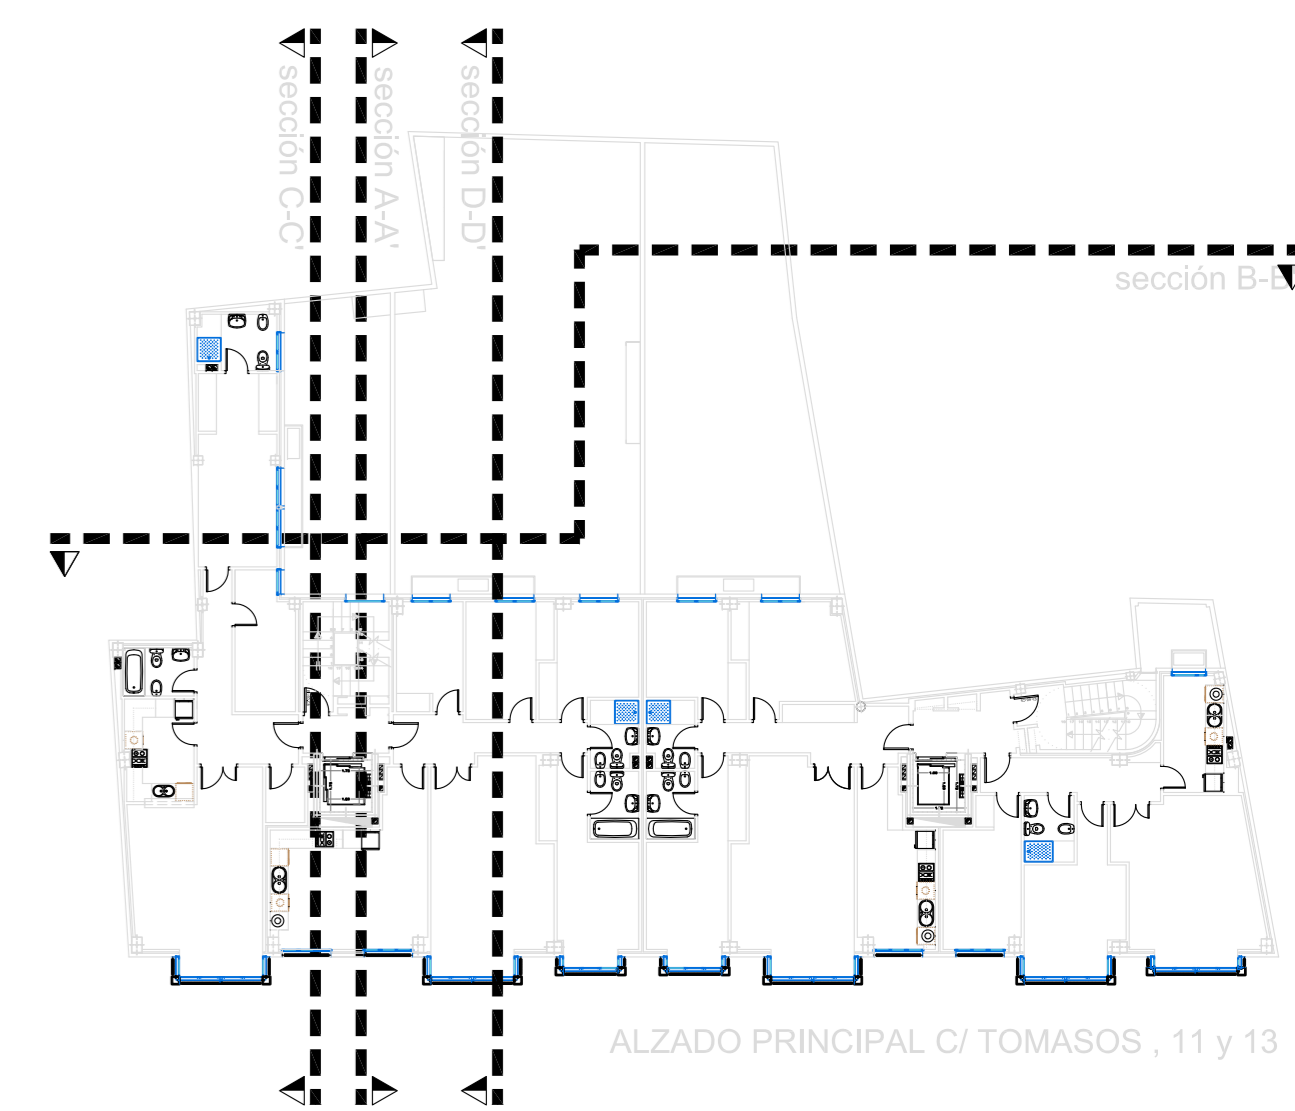 sección C-C'
sección A-A'
sección D-D'
sección B-B'
ALZADO PRINCIPAL C/ TOMASOS , 11 y 13